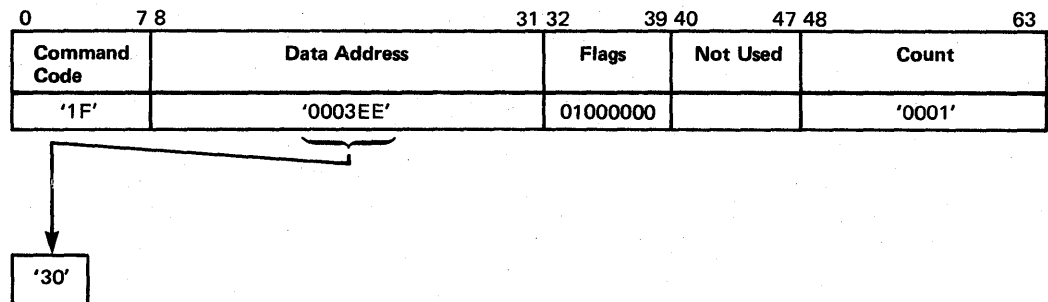 0 7 8 31 32 39 40 47 48 63
Command Code Data Address Flags Not Used Count
'1F' '0003EE' 01000000 '0001'
'30'